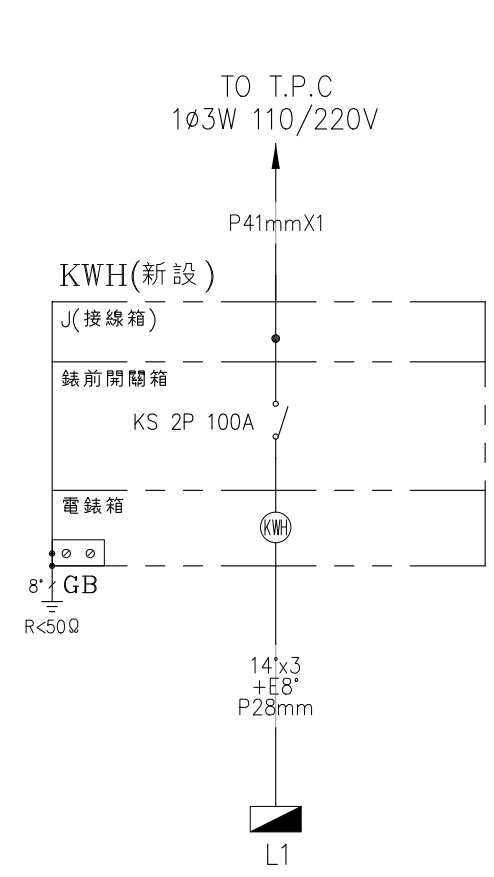 TO T.P.C
1ø3W 110/220V
P41mmX1
KWH(新設)
J(接線箱)
錶前開關箱
KS 2P 100A
電錶箱
KWH
8° GB
R<50Ω
14°x3
+E8°
P28mm
L1